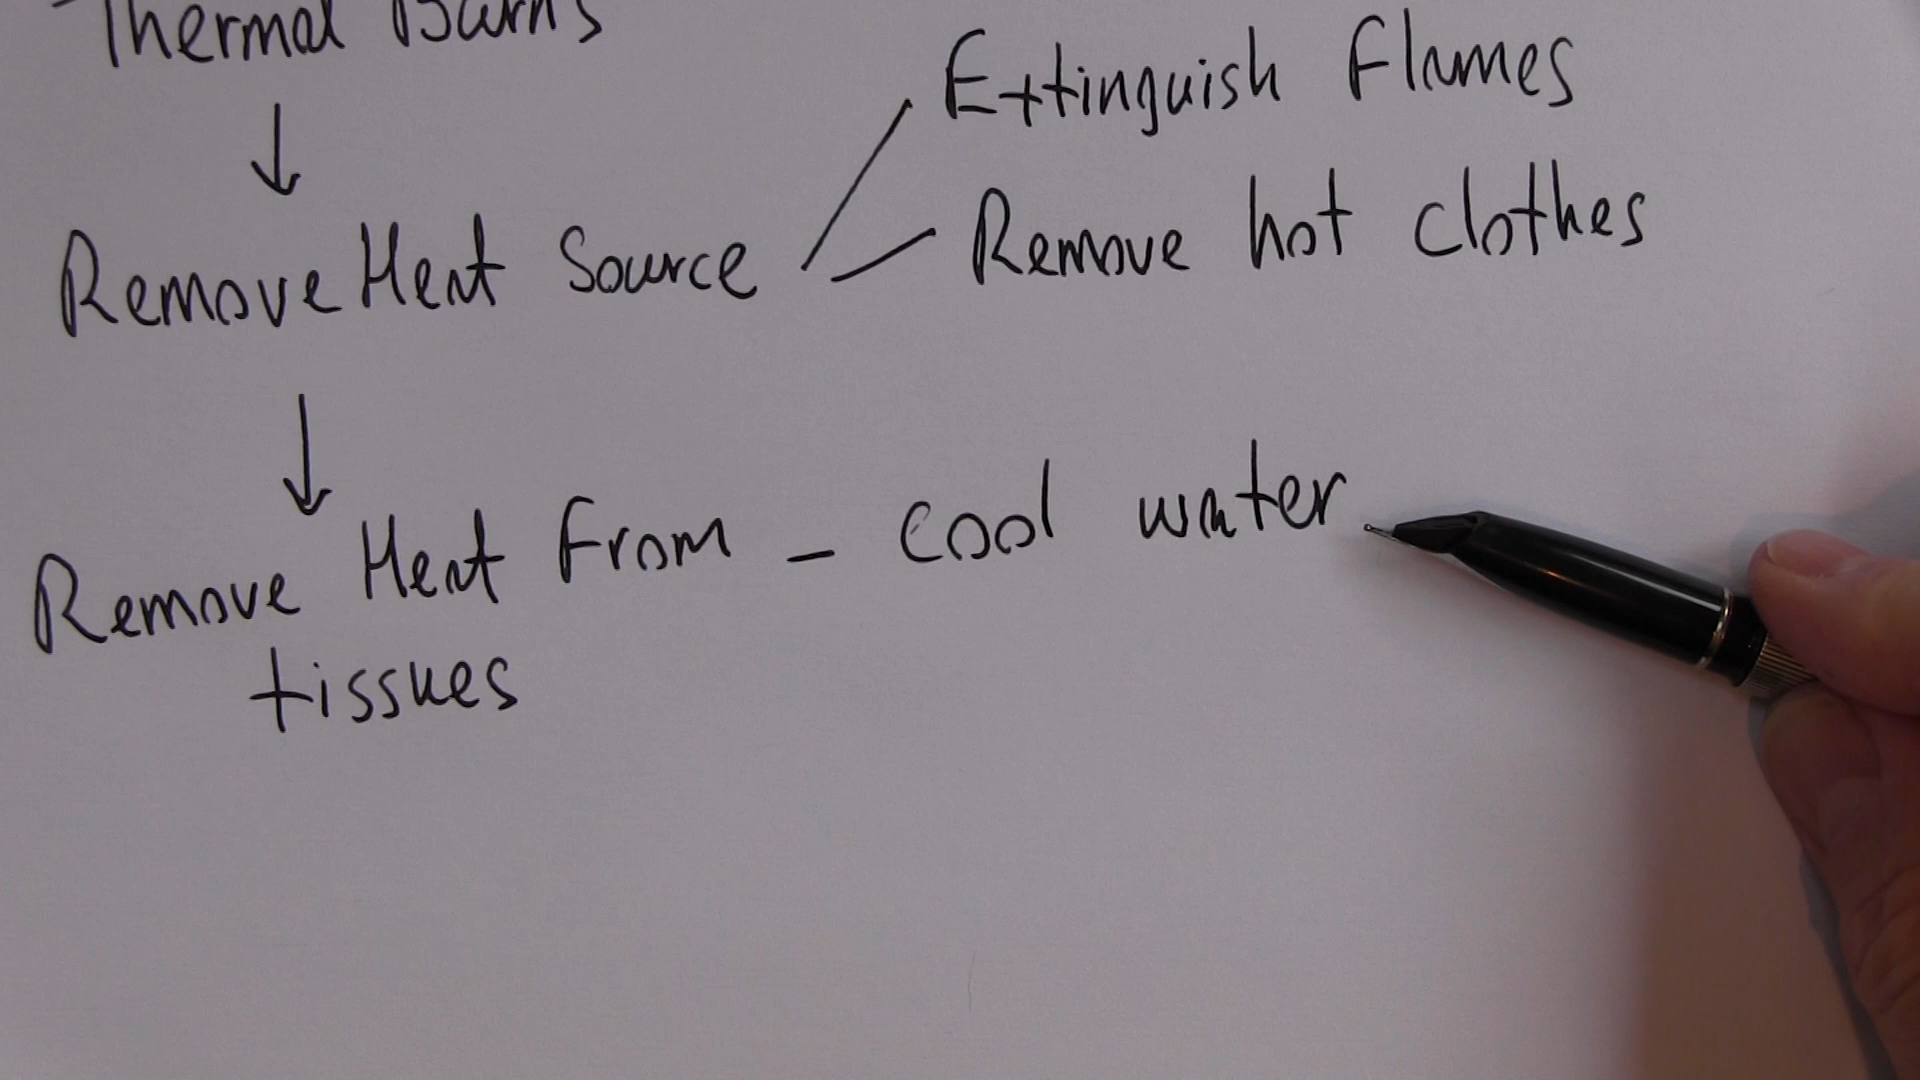 Thermal Burns
↓
Extinguish Flames
Remove Heat Source
Remove hot clothes
↓
Remove Heat From - cool water
tissues